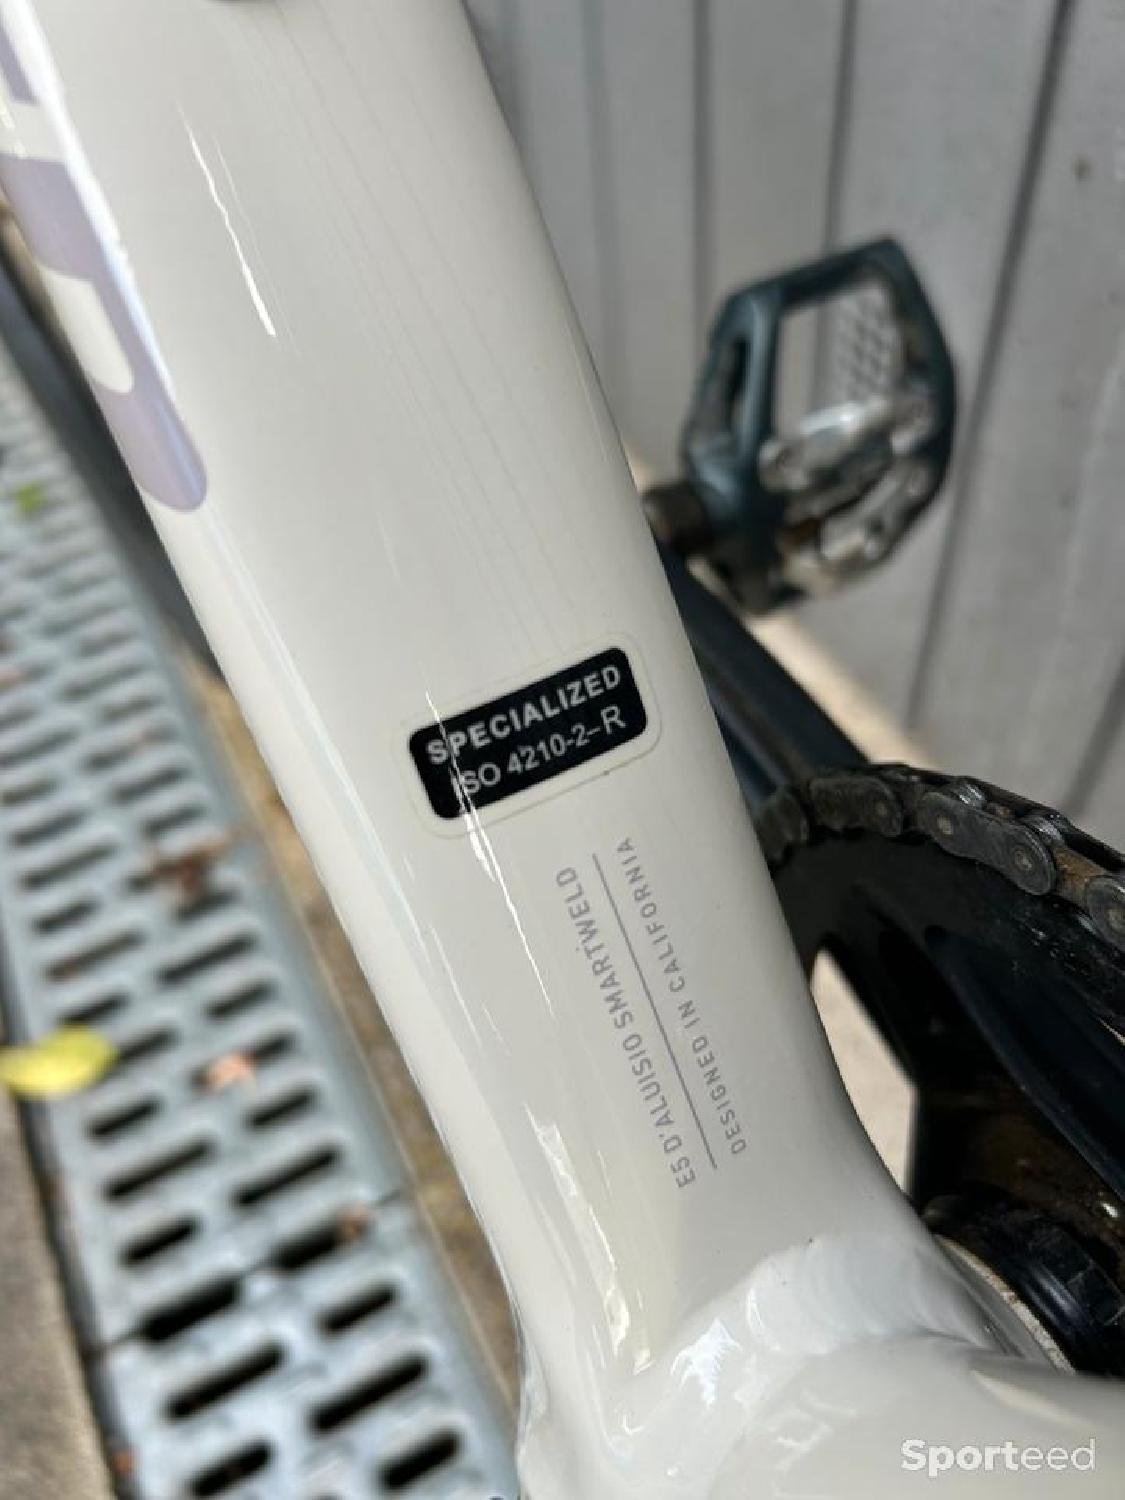 SPECIALIZED
ISO 4210-2-R
E5 D'ALUISIO SMARTWELD
DESIGNED IN CALIFORNIA
Sporteed